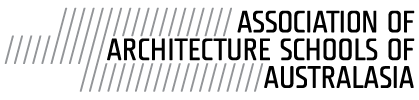 ASSOCIATION OF
ARCHITECTURE SCHOOLS OF
AUSTRALASIA